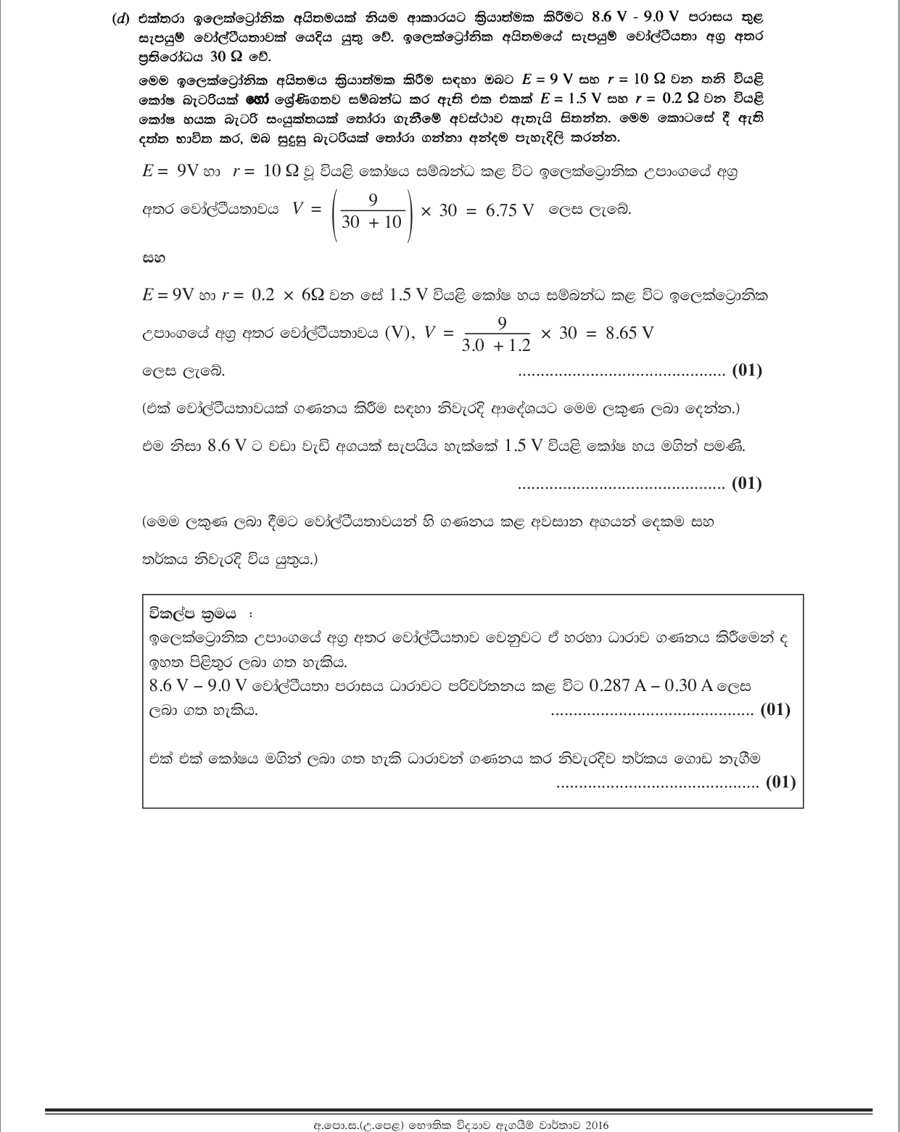 (d) එක්තරා ඉලෙක්ට්‍රෝනික අයිතමයක් නියම ආකාරයට ක්‍රියාත්මක කිරීමට 8.6 V - 9.0 V පරාසය තුළ
සැපයුම් වෝල්ටීයතාවක් යෙදිය යුතු වේ. ඉලෙක්ට්‍රෝනික අයිතමයේ සැපයුම් වෝල්ටීයතා අග්‍ර අතර
ප්‍රතිරෝධය 30 Ω වේ.
මෙම ඉලෙක්ට්‍රෝනික අයිතමය ක්‍රියාත්මක කිරීම සඳහා ඔබට E = 9 V සහ r = 10 Ω වන තනි වියළි
කෝෂ බැටරියක් හෝ ශ්‍රේණිගතව සම්බන්ධ කර ඇති එක එකක් E = 1.5 V සහ r = 0.2 Ω වන වියළි
කෝෂ හයක බැටරි සංයුක්තයක් තෝරා ගැනීමේ අවස්ථාව ඇතැයි සිතන්න. මෙම කොටසේ දී ඇති
දත්ත භාවිත කර, ඔබ සුදුසු බැටරියක් තෝරා ගන්නා අන්දම පැහැදිලි කරන්න.
E = 9V හා r = 10 Ω වූ වියළි කෝෂය සම්බන්ධ කළ විට ඉලෙක්ට්‍රොනික උපාංගයේ අග්‍ර
අතර වෝල්ටීයතාවය V = (9 / (30 + 10)) × 30 = 6.75 V ලෙස ලැබේ.
සහ
E = 9V හා r = 0.2 × 6Ω වන සේ 1.5 V වියළි කෝෂ හය සම්බන්ධ කළ විට ඉලෙක්ට්‍රොනික
උපාංගයේ අග්‍ර අතර වෝල්ටීයතාවය (V), V = 9 / (3.0 + 1.2) × 30 = 8.65 V
ලෙස ලැබේ. .............................................. (01)
(එක් වෝල්ටීයතාවයක් ගණනය කිරීම සඳහා නිවැරදි ආදේශයට මෙම ලකුණ ලබා දෙන්න.)
එම නිසා 8.6 V ට වඩා වැඩි අගයක් සැපයිය හැක්කේ 1.5 V වියළි කෝෂ හය මගින් පමණි.
.............................................. (01)
(මෙම ලකුණ ලබා දීමට වෝල්ටීයතාවයන් හි ගණනය කළ අවසාන අගයන් දෙකම සහ
තර්කය නිවැරදි විය යුතුය.)
විකල්ප ක්‍රමය :
ඉලෙක්ට්‍රොනික උපාංගයේ අග්‍ර අතර වෝල්ටීයතාව වෙනුවට ඒ හරහා ධාරාව ගණනය කිරීමෙන් ද
ඉහත පිළිතුර ලබා ගත හැකිය.
8.6 V – 9.0 V වෝල්ටීයතා පරාසය ධාරාවට පරිවර්තනය කළ විට 0.287 A – 0.30 A ලෙස
ලබා ගත හැකිය. ............................................. (01)
එක් එක් කෝෂය මගින් ලබා ගත හැකි ධාරාවන් ගණනය කර නිවැරදිව තර්කය ගොඩ නැගීම
............................................. (01)
අ.පො.ස.(උ.පෙළ) භෞතික විද්‍යාව ඇගයීම් වාර්තාව 2016